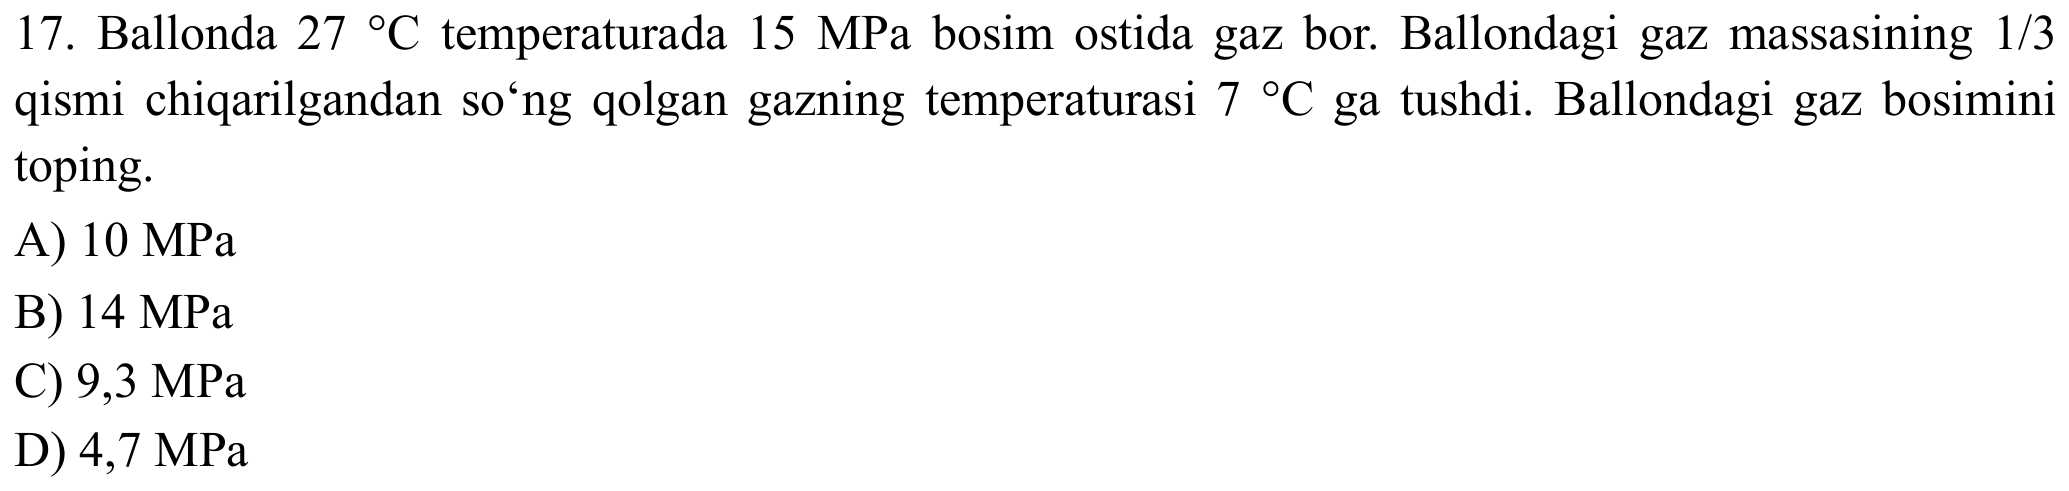 17. Ballonda 27 °C temperaturada 15 MPa bosim ostida gaz bor. Ballondagi gaz massasining 1/3
qismi chiqarilgandan so‘ng qolgan gazning temperaturasi 7 °C ga tushdi. Ballondagi gaz bosimini
toping.
A) 10 MPa
B) 14 MPa
C) 9,3 MPa
D) 4,7 MPa